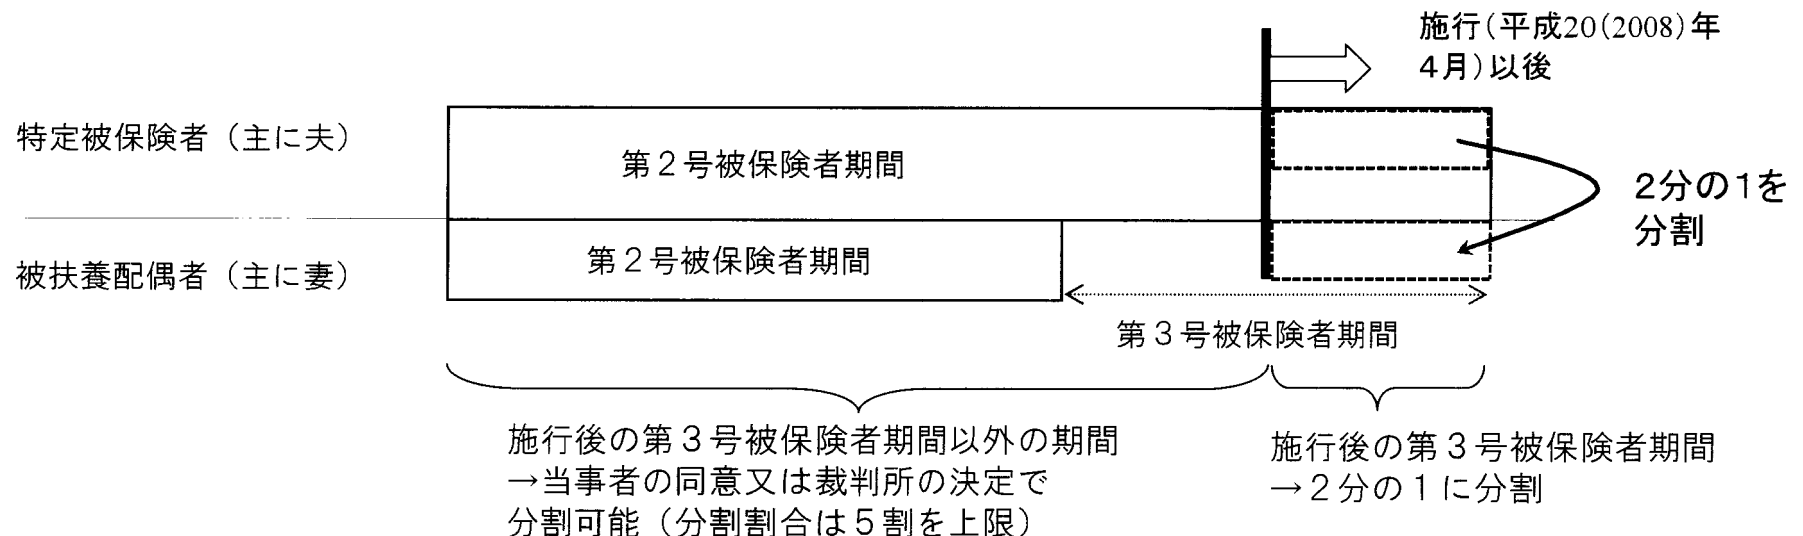 施行(平成20(2008)年
4月)以後
特定被保険者（主に夫）
第２号被保険者期間
2分の1を
分割
第２号被保険者期間
被扶養配偶者（主に妻）
第３号被保険者期間
施行後の第３号被保険者期間以外の期間
→当事者の同意又は裁判所の決定で
分割可能（分割割合は５割を上限）
施行後の第３号被保険者期間
→２分の１に分割